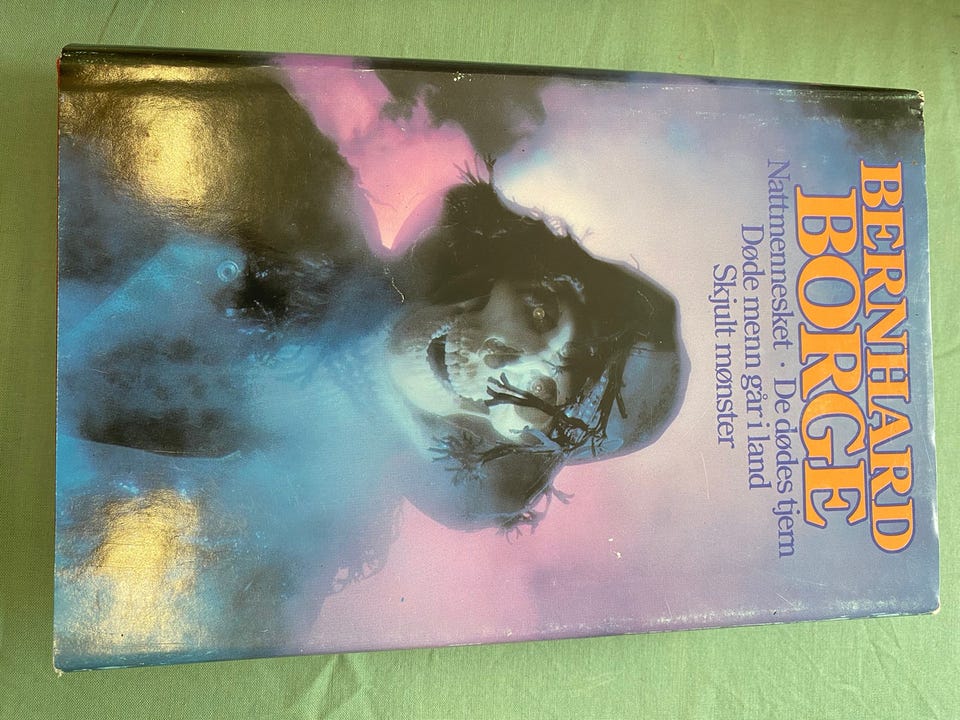 BERNHARD
BORGE
Nattmennesket · De dødes tjern
Døde menn går i land
Skjult mønster